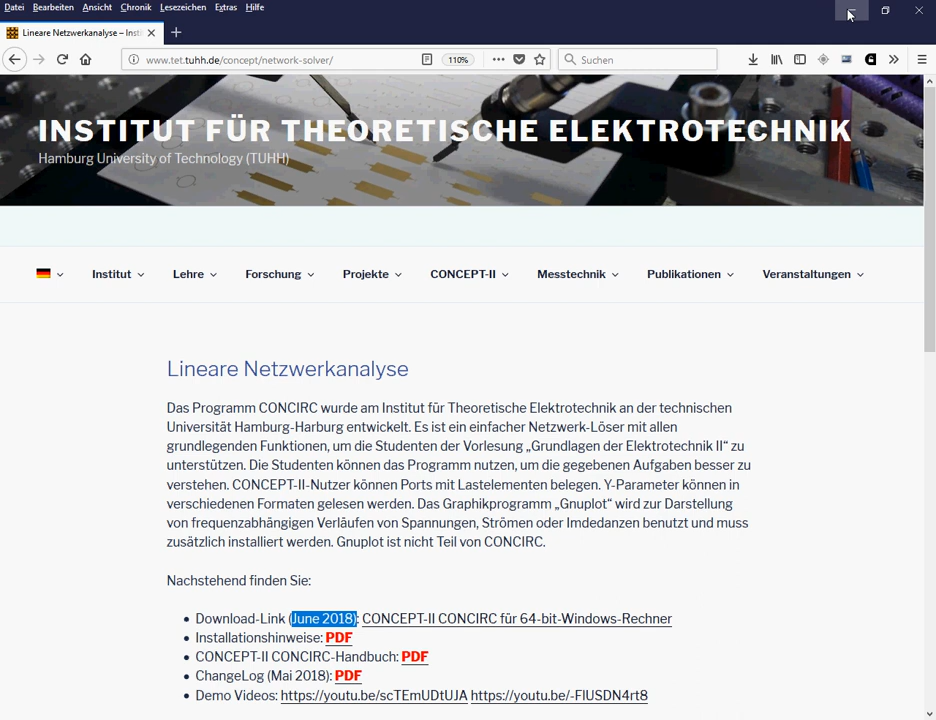 Datei Bearbeiten Ansicht Chronik Lesezeichen Extras Hilfe
Lineare Netzwerkanalyse – Insti
www.tet.tuhh.de/concept/network-solver/ 110% Suchen
INSTITUT FÜR THEORETISCHE ELEKTROTECHNIK
Hamburg University of Technology (TUHH)
Institut Lehre Forschung Projekte CONCEPT-II Messtechnik Publikationen Veranstaltungen
Lineare Netzwerkanalyse
Das Programm CONCIRC wurde am Institut für Theoretische Elektrotechnik an der technischen
Universität Hamburg-Harburg entwickelt. Es ist ein einfacher Netzwerk-Löser mit allen
grundlegenden Funktionen, um die Studenten der Vorlesung „Grundlagen der Elektrotechnik II“ zu
unterstützen. Die Studenten können das Programm nutzen, um die gegebenen Aufgaben besser zu
verstehen. CONCEPT-II-Nutzer können Ports mit Lastelementen belegen. Y-Parameter können in
verschiedenen Formaten gelesen werden. Das Graphikprogramm „Gnuplot“ wird zur Darstellung
von frequenzabhängigen Verläufen von Spannungen, Strömen oder Imdedanzen benutzt und muss
zusätzlich installiert werden. Gnuplot ist nicht Teil von CONCIRC.
Nachstehend finden Sie:
• Download-Link (June 2018): CONCEPT-II CONCIRC für 64-bit-Windows-Rechner
• Installationshinweise: PDF
• CONCEPT-II CONCIRC-Handbuch: PDF
• ChangeLog (Mai 2018): PDF
• Demo Videos: https://youtu.be/scTEmUDtUJA https://youtu.be/-FlUSDN4rt8